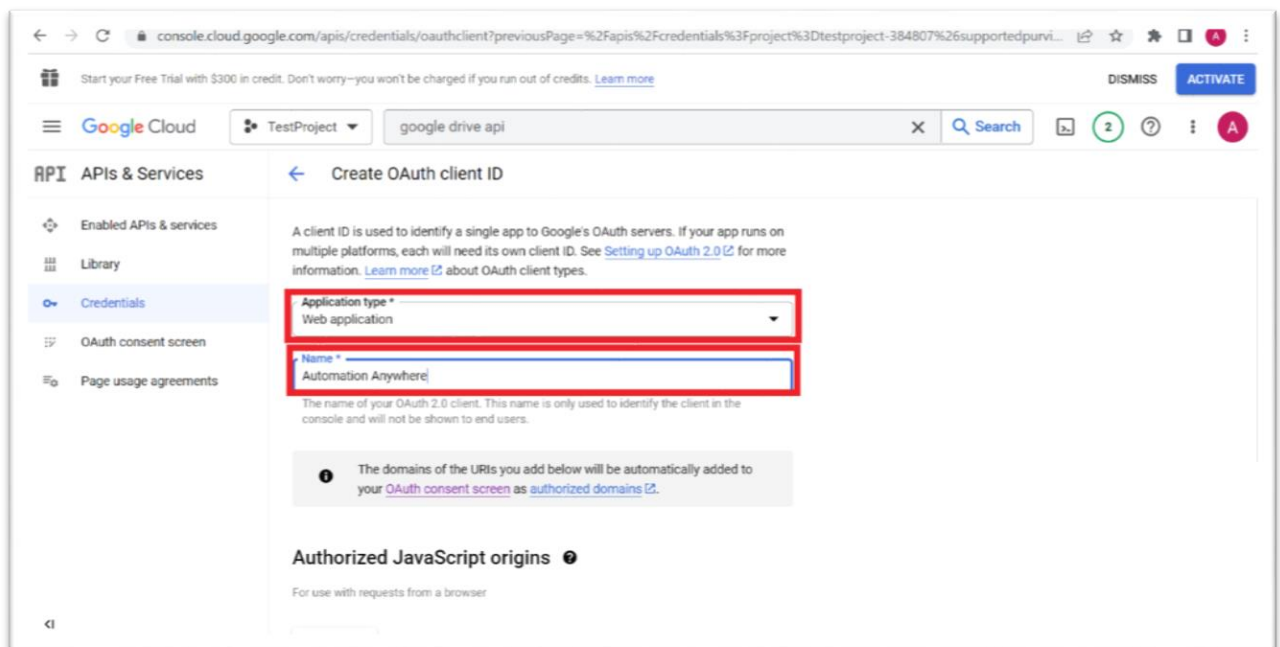 console.cloud.google.com/apis/credentials/oauthclient?previousPage=%2Fapis%2Fcredentials%3Fproject%3Dtestproject-384807%26supportedpurvi...
A
Start your Free Trial with $300 in credit. Don't worry—you won't be charged if you run out of credits. Learn more
DISMISS
ACTIVATE
Google Cloud
TestProject
google drive api
Search
2
A
API APIs & Services
Create OAuth client ID
Enabled APIs & services
Library
Credentials
OAuth consent screen
Page usage agreements
A client ID is used to identify a single app to Google's OAuth servers. If your app runs on
multiple platforms, each will need its own client ID. See Setting up OAuth 2.0 for more
information. Learn more about OAuth client types.
Application type *
Web application
Name *
Automation Anywhere
The name of your OAuth 2.0 client. This name is only used to identify the client in the
console and will not be shown to end users.
The domains of the URIs you add below will be automatically added to
your OAuth consent screen as authorized domains.
Authorized JavaScript origins
For use with requests from a browser